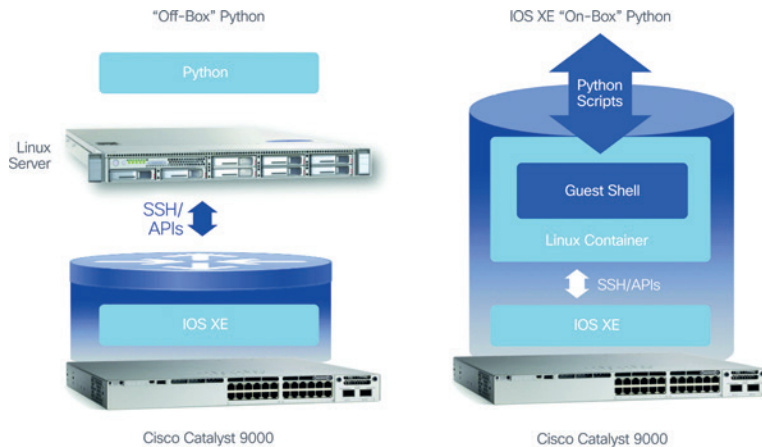 “Off-Box” Python
Python
Linux
Server
SSH/
APIs
IOS XE
Cisco Catalyst 9000
IOS XE “On-Box” Python
Python
Scripts
Guest Shell
Linux Container
SSH/APIs
IOS XE
Cisco Catalyst 9000